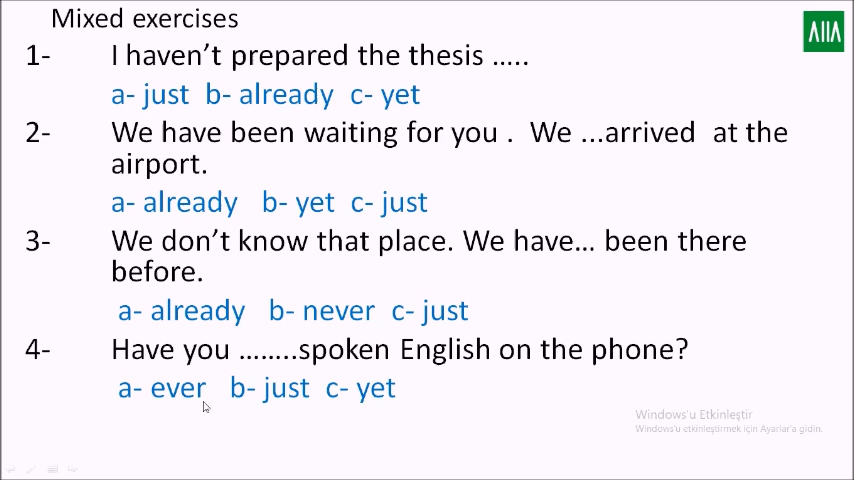 Mixed exercises
1- I haven’t prepared the thesis …..
a- just b- already c- yet
2- We have been waiting for you . We …arrived at the
airport.
a- already b- yet c- just
3- We don’t know that place. We have… been there
before.
a- already b- never c- just
4- Have you ……..spoken English on the phone?
a- ever b- just c- yet
Windows'u Etkinleştir
Windows'u etkinleştirmek için Ayarlar'a gidin.